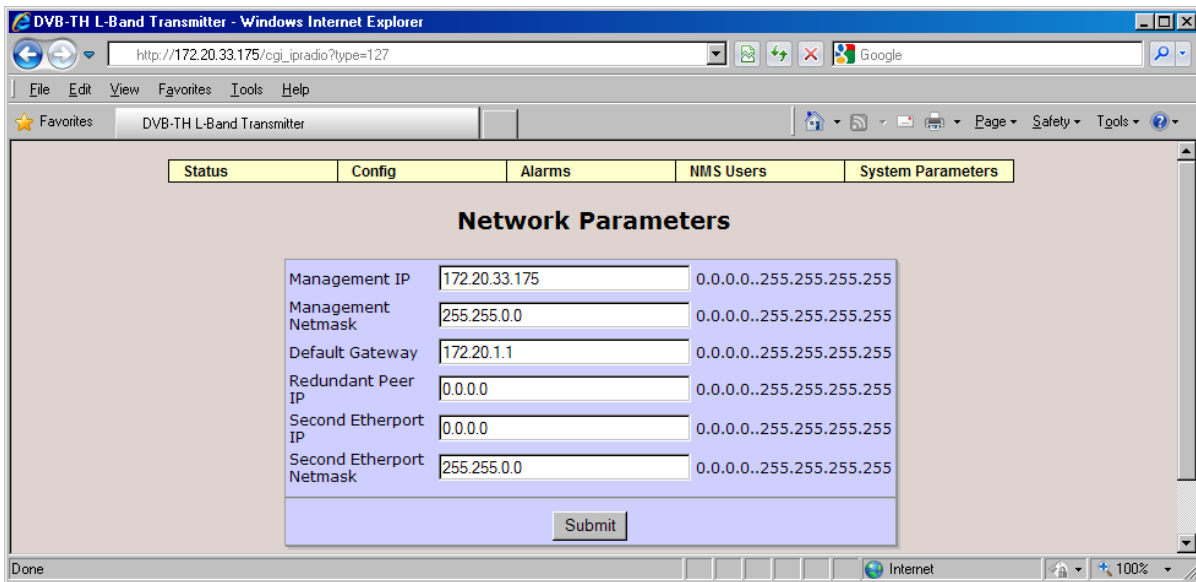 DVB-TH L-Band Transmitter - Windows Internet Explorer
http://172.20.33.175/cgi_ipradio?type=127
Google
File Edit View Favorites Tools Help
Favorites DVB-TH L-Band Transmitter Page Safety Tools
Status Config Alarms NMS Users System Parameters
Network Parameters
Management IP 172.20.33.175 0.0.0.0..255.255.255.255
Management
Netmask 255.255.0.0 0.0.0.0..255.255.255.255
Default Gateway 172.20.1.1 0.0.0.0..255.255.255.255
Redundant Peer
IP 0.0.0.0 0.0.0.0..255.255.255.255
Second Etherport
IP 0.0.0.0 0.0.0.0..255.255.255.255
Second Etherport
Netmask 255.255.0.0 0.0.0.0..255.255.255.255
Submit
Done Internet 100%